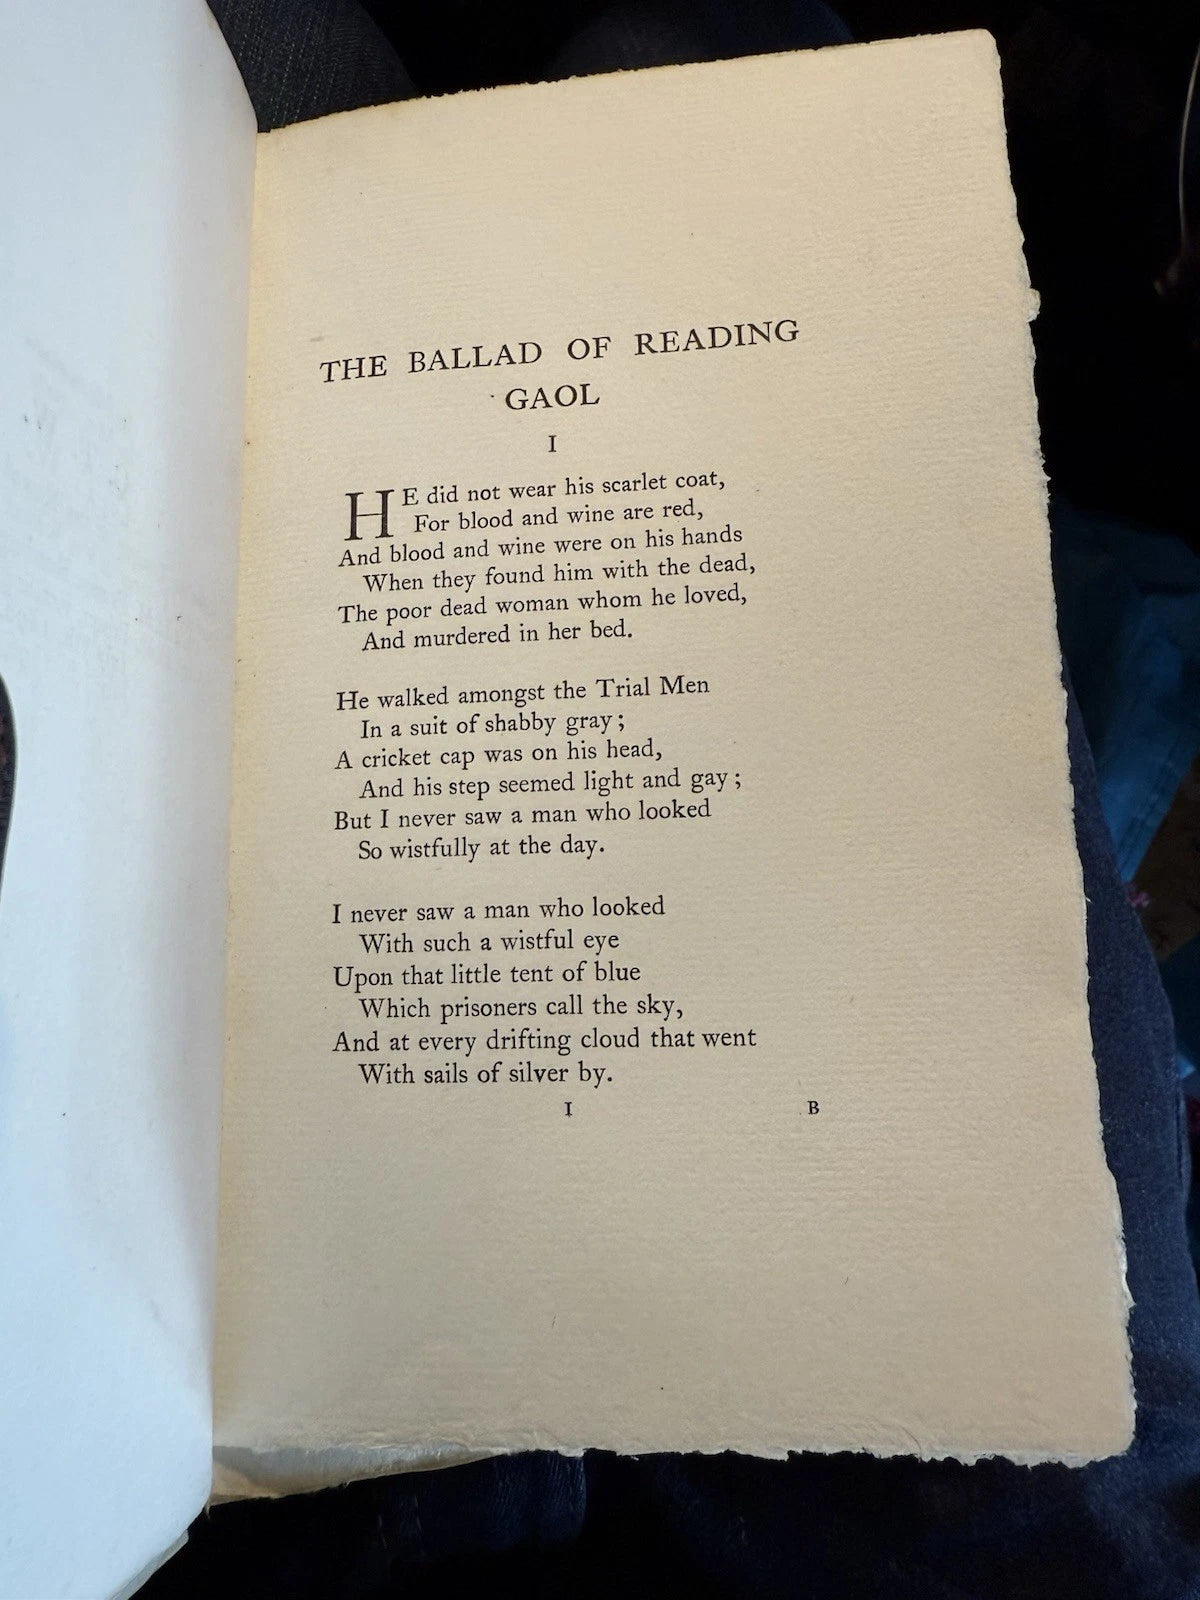 THE BALLAD OF READING
GAOL
I
HE did not wear his scarlet coat,
For blood and wine are red,
And blood and wine were on his hands
When they found him with the dead,
The poor dead woman whom he loved,
And murdered in her bed.
He walked amongst the Trial Men
In a suit of shabby gray;
A cricket cap was on his head,
And his step seemed light and gay;
But I never saw a man who looked
So wistfully at the day.
I never saw a man who looked
With such a wistful eye
Upon that little tent of blue
Which prisoners call the sky,
And at every drifting cloud that went
With sails of silver by.
I B